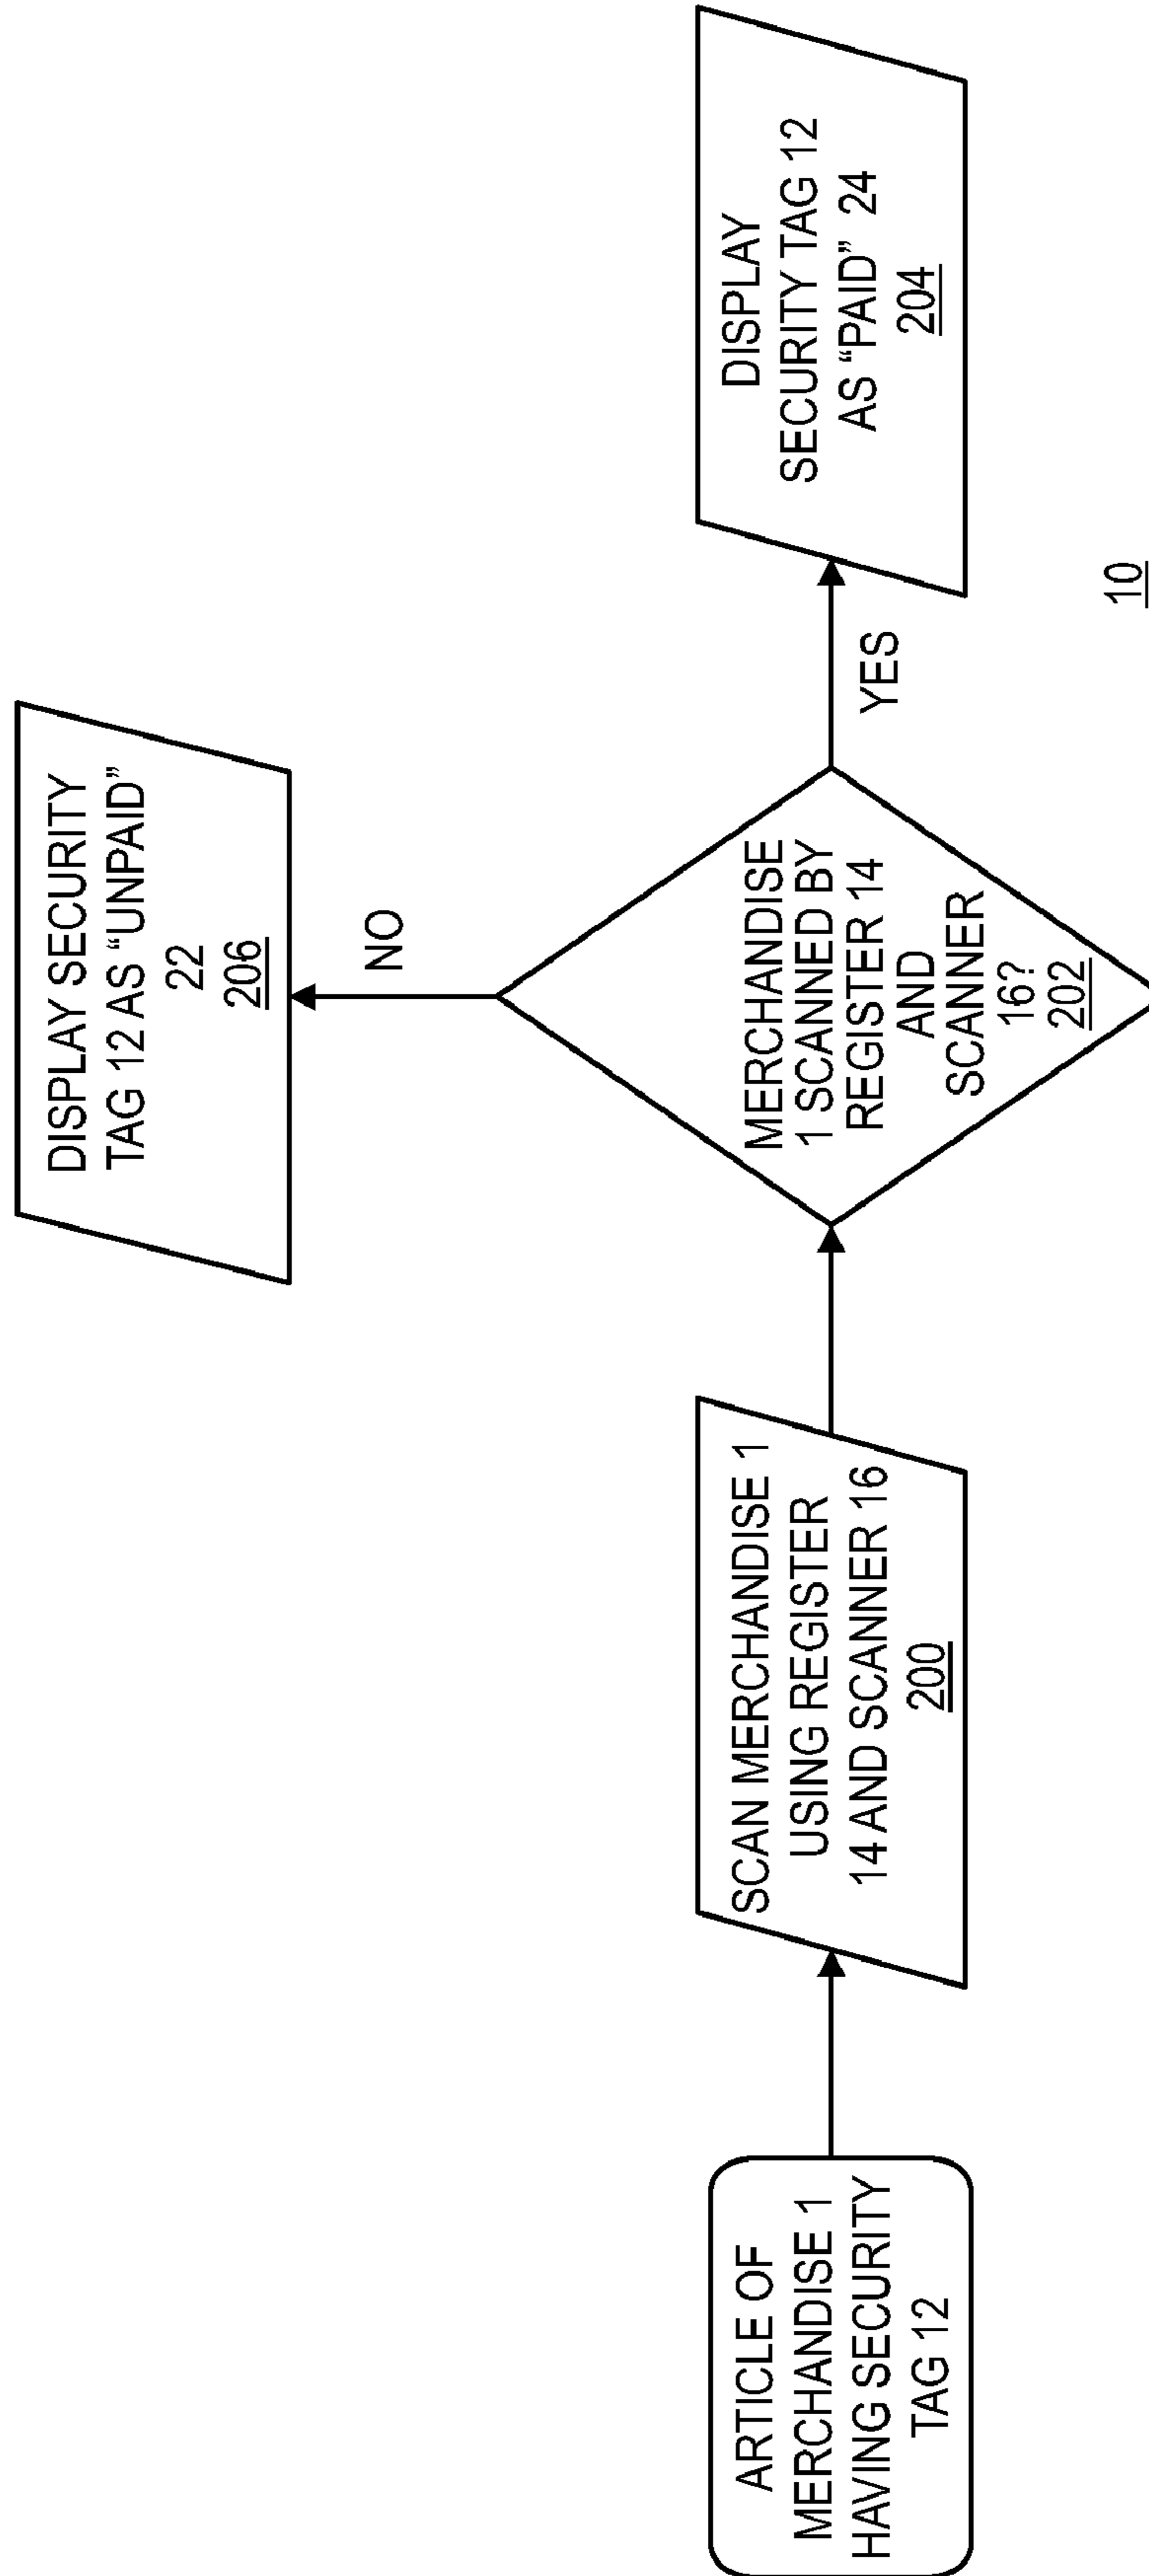 ARTICLE OF
MERCHANDISE 1
HAVING SECURITY
TAG 12
SCAN MERCHANDISE 1
USING REGISTER
14 AND SCANNER 16
200
MERCHANDISE
1 SCANNED BY
REGISTER 14
AND
SCANNER
16?
202
NO
DISPLAY SECURITY
TAG 12 AS “UNPAID”
22
206
YES
DISPLAY
SECURITY TAG 12
AS “PAID” 24
204
10